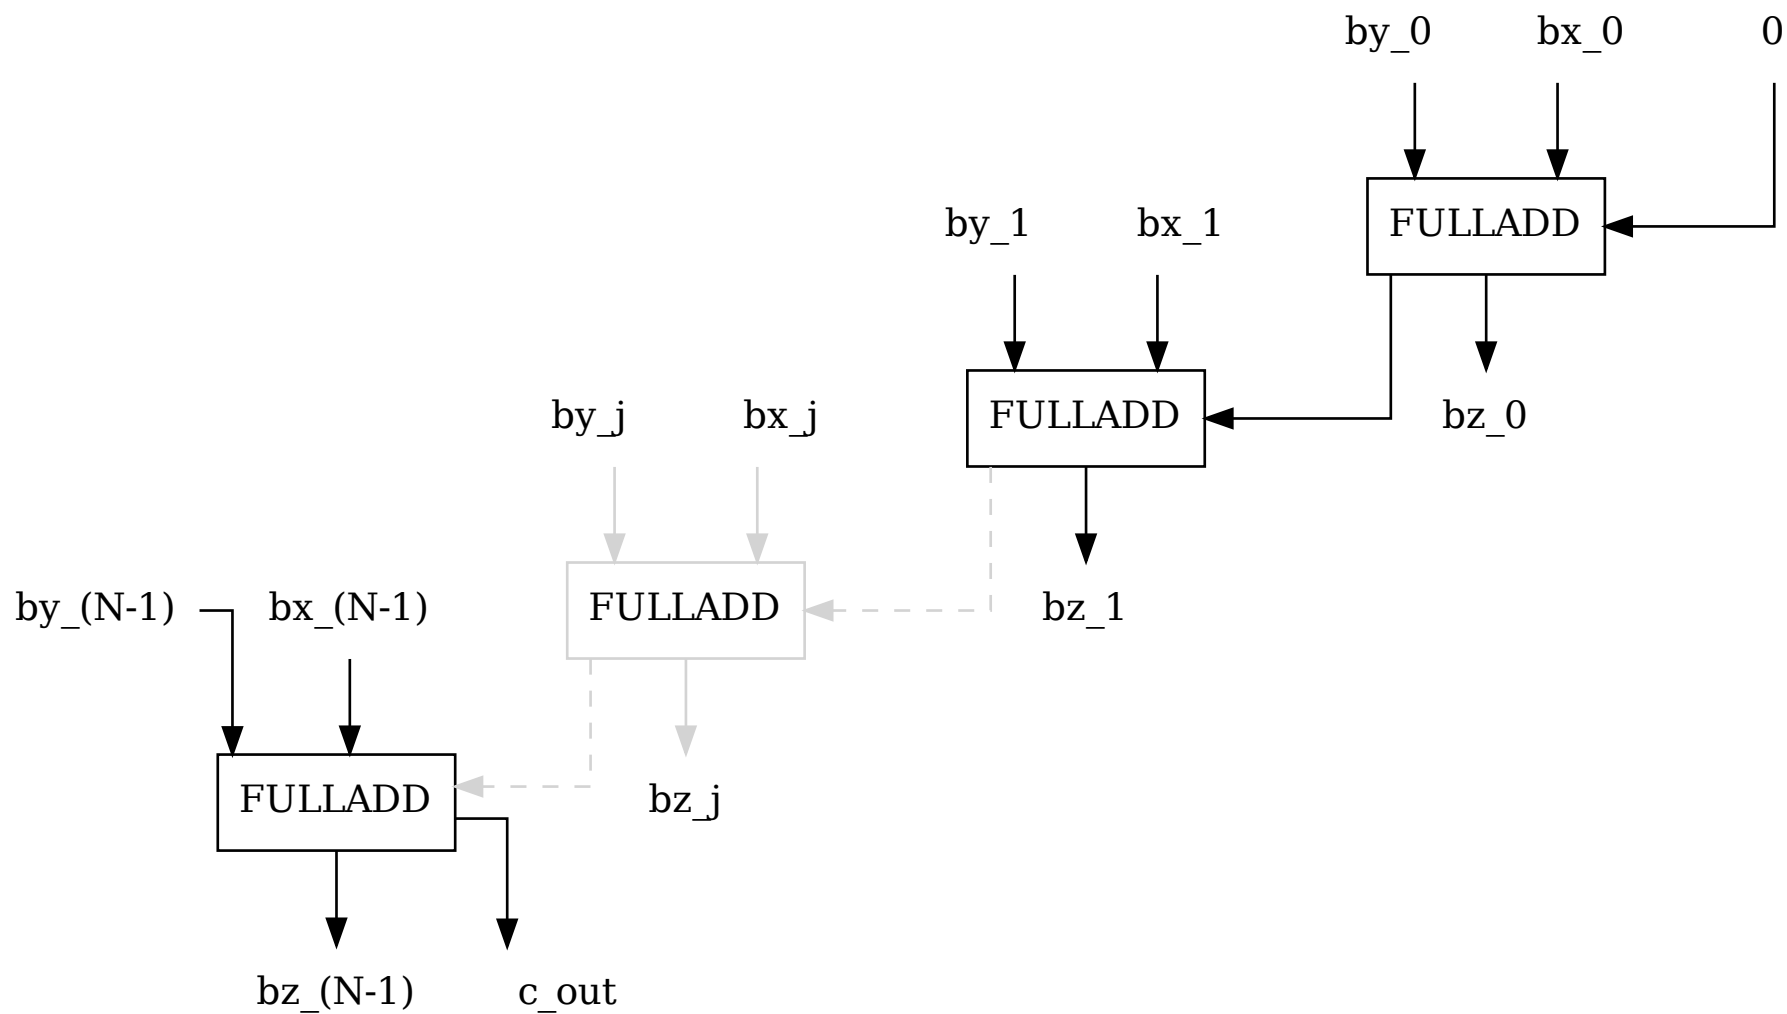 by_0 bx_0 0
FULLADD
by_1 bx_1
FULLADD
bz_0
by_j bx_j
FULLADD
bz_1
by_(N-1) bx_(N-1)
FULLADD
bz_j
bz_(N-1) c_out